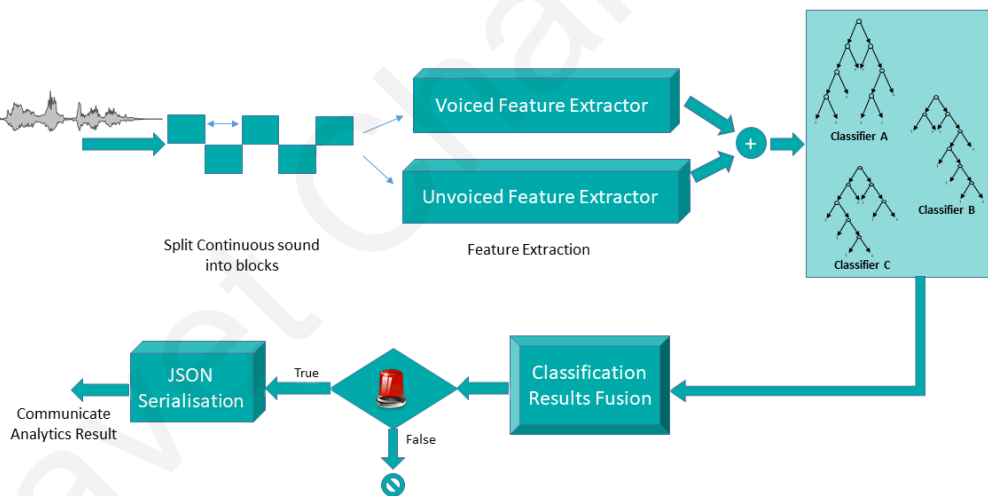 Voiced Feature Extractor
Unvoiced Feature Extractor
+
Split Continuous sound
into blocks
Feature Extraction
Classifier A
Classifier B
Classifier C
Classification
Results Fusion
True
False
JSON
Serialisation
Communicate
Analytics Result